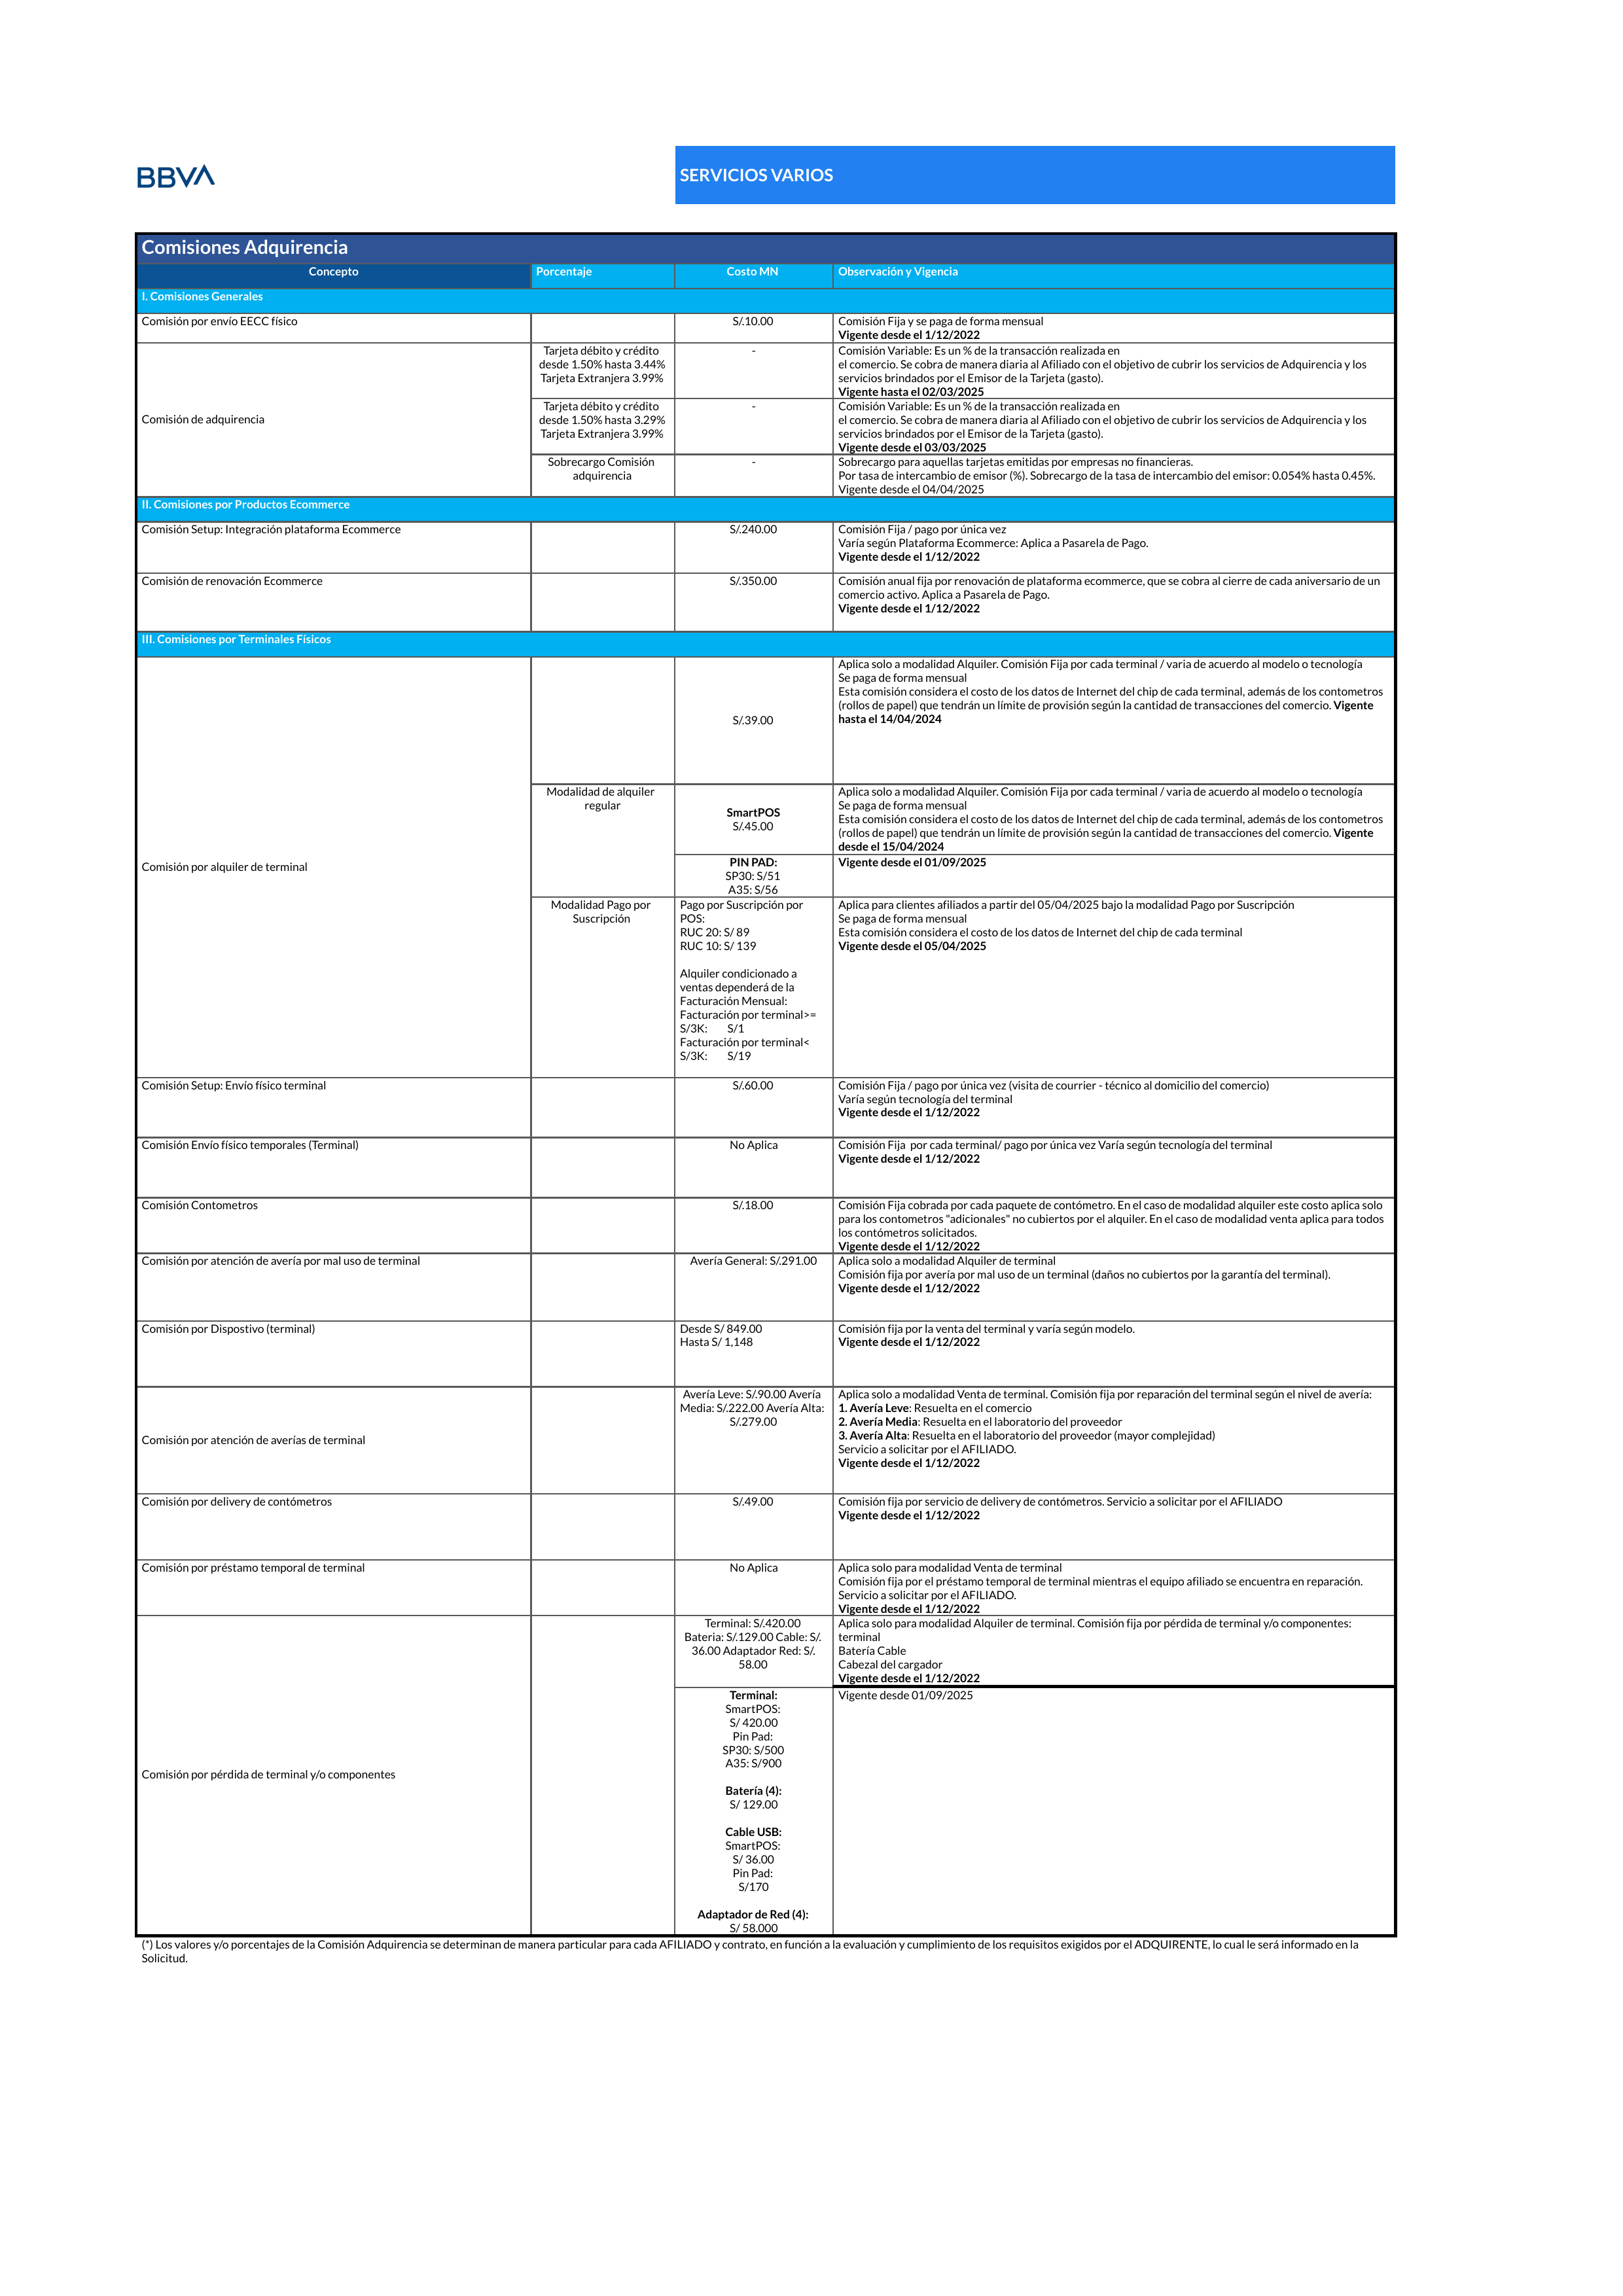 BBVA
SERVICIOS VARIOS
Comisiones Adquirencia
Concepto
Porcentaje
Costo MN
Observación y Vigencia
I. Comisiones Generales
Comisión por envío EECC físico
S/.10.00
Comisión Fija y se paga de forma mensual
Vigente desde el 1/12/2022
Comisión de adquirencia
Tarjeta débito y crédito
desde 1.50% hasta 3.44%
Tarjeta Extranjera 3.99%
-
Comisión Variable: Es un % de la transacción realizada en
el comercio. Se cobra de manera diaria al Afiliado con el objetivo de cubrir los servicios de Adquirencia y los
servicios brindados por el Emisor de la Tarjeta (gasto).
Vigente hasta el 02/03/2025
Tarjeta débito y crédito
desde 1.50% hasta 3.29%
Tarjeta Extranjera 3.99%
-
Comisión Variable: Es un % de la transacción realizada en
el comercio. Se cobra de manera diaria al Afiliado con el objetivo de cubrir los servicios de Adquirencia y los
servicios brindados por el Emisor de la Tarjeta (gasto).
Vigente desde el 03/03/2025
Sobrecargo Comisión
adquirencia
-
Sobrecargo para aquellas tarjetas emitidas por empresas no financieras.
Por tasa de intercambio de emisor (%). Sobrecargo de la tasa de intercambio del emisor: 0.054% hasta 0.45%.
Vigente desde el 04/04/2025
II. Comisiones por Productos Ecommerce
Comisión Setup: Integración plataforma Ecommerce
S/.240.00
Comisión Fija / pago por única vez
Varía según Plataforma Ecommerce: Aplica a Pasarela de Pago.
Vigente desde el 1/12/2022
Comisión de renovación Ecommerce
S/.350.00
Comisión anual fija por renovación de plataforma ecommerce, que se cobra al cierre de cada aniversario de un
comercio activo. Aplica a Pasarela de Pago.
Vigente desde el 1/12/2022
III. Comisiones por Terminales Físicos
Comisión por alquiler de terminal
S/.39.00
Aplica solo a modalidad Alquiler. Comisión Fija por cada terminal / varia de acuerdo al modelo o tecnología
Se paga de forma mensual
Esta comisión considera el costo de los datos de Internet del chip de cada terminal, además de los contometros
(rollos de papel) que tendrán un límite de provisión según la cantidad de transacciones del comercio. Vigente
hasta el 14/04/2024
Modalidad de alquiler
regular
SmartPOS
S/.45.00
Aplica solo a modalidad Alquiler. Comisión Fija por cada terminal / varia de acuerdo al modelo o tecnología
Se paga de forma mensual
Esta comisión considera el costo de los datos de Internet del chip de cada terminal, además de los contometros
(rollos de papel) que tendrán un límite de provisión según la cantidad de transacciones del comercio. Vigente
desde el 15/04/2024
PIN PAD:
SP30: S/51
A35: S/56
Vigente desde el 01/09/2025
Modalidad Pago por
Suscripción
Pago por Suscripción por
POS:
RUC 20: S/ 89
RUC 10: S/ 139
Alquiler condicionado a
ventas dependerá de la
Facturación Mensual:
Facturación por terminal>=
S/3K: S/1
Facturación por terminal<
S/3K: S/19
Aplica para clientes afiliados a partir del 05/04/2025 bajo la modalidad Pago por Suscripción
Se paga de forma mensual
Esta comisión considera el costo de los datos de Internet del chip de cada terminal
Vigente desde el 05/04/2025
Comisión Setup: Envío físico terminal
S/.60.00
Comisión Fija / pago por única vez (visita de courrier - técnico al domicilio del comercio)
Varía según tecnología del terminal
Vigente desde el 1/12/2022
Comisión Envío físico temporales (Terminal)
No Aplica
Comisión Fija por cada terminal/ pago por única vez Varía según tecnología del terminal
Vigente desde el 1/12/2022
Comisión Contometros
S/.18.00
Comisión Fija cobrada por cada paquete de contómetro. En el caso de modalidad alquiler este costo aplica solo
para los contometros "adicionales" no cubiertos por el alquiler. En el caso de modalidad venta aplica para todos
los contómetros solicitados.
Vigente desde el 1/12/2022
Comisión por atención de avería por mal uso de terminal
Avería General: S/.291.00
Aplica solo a modalidad Alquiler de terminal
Comisión fija por avería por mal uso de un terminal (daños no cubiertos por la garantía del terminal).
Vigente desde el 1/12/2022
Comisión por Dispostivo (terminal)
Desde S/ 849.00
Hasta S/ 1,148
Comisión fija por la venta del terminal y varía según modelo.
Vigente desde el 1/12/2022
Comisión por atención de averías de terminal
Avería Leve: S/.90.00 Avería
Media: S/.222.00 Avería Alta:
S/.279.00
Aplica solo a modalidad Venta de terminal. Comisión fija por reparación del terminal según el nivel de avería:
1. Avería Leve: Resuelta en el comercio
2. Avería Media: Resuelta en el laboratorio del proveedor
3. Avería Alta: Resuelta en el laboratorio del proveedor (mayor complejidad)
Servicio a solicitar por el AFILIADO.
Vigente desde el 1/12/2022
Comisión por delivery de contómetros
S/.49.00
Comisión fija por servicio de delivery de contómetros. Servicio a solicitar por el AFILIADO
Vigente desde el 1/12/2022
Comisión por préstamo temporal de terminal
No Aplica
Aplica solo para modalidad Venta de terminal
Comisión fija por el préstamo temporal de terminal mientras el equipo afiliado se encuentra en reparación.
Servicio a solicitar por el AFILIADO.
Vigente desde el 1/12/2022
Comisión por pérdida de terminal y/o componentes
Terminal: S/.420.00
Bateria: S/.129.00 Cable: S/.
36.00 Adaptador Red: S/.
58.00
Aplica solo para modalidad Alquiler de terminal. Comisión fija por pérdida de terminal y/o componentes:
terminal
Batería Cable
Cabezal del cargador
Vigente desde el 1/12/2022
Terminal:
SmartPOS:
S/ 420.00
Pin Pad:
SP30: S/500
A35: S/900
Batería (4):
S/ 129.00
Cable USB:
SmartPOS:
S/ 36.00
Pin Pad:
S/170
Adaptador de Red (4):
S/ 58.000
Vigente desde 01/09/2025
(*) Los valores y/o porcentajes de la Comisión Adquirencia se determinan de manera particular para cada AFILIADO y contrato, en función a la evaluación y cumplimiento de los requisitos exigidos por el ADQUIRENTE, lo cual le será informado en la
Solicitud.